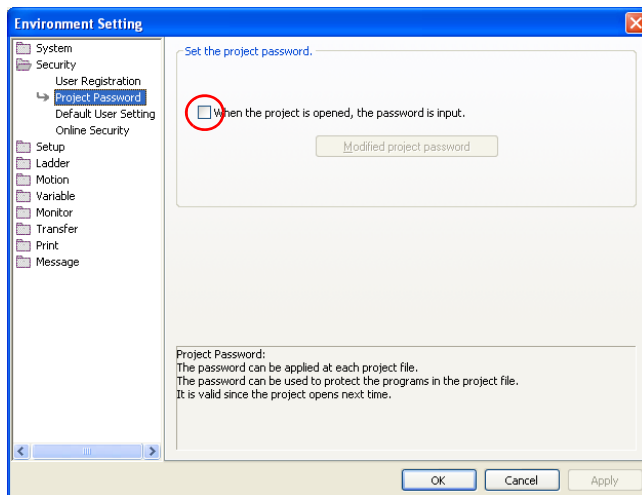 Environment Setting
System
Security
User Registration
Project Password
Default User Setting
Online Security
Setup
Ladder
Motion
Variable
Monitor
Transfer
Print
Message
Set the project password.
When the project is opened, the password is input.
Modified project password
Project Password:
The password can be applied at each project file.
The password can be used to protect the programs in the project file.
It is valid since the project opens next time.
OK
Cancel
Apply